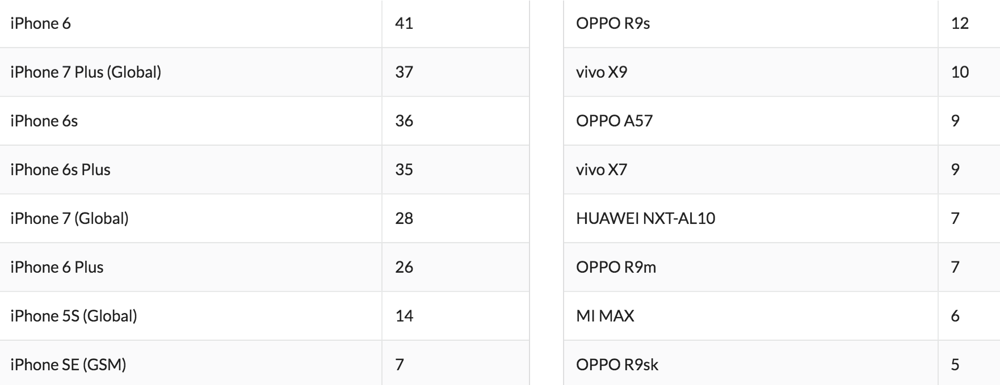 iPhone 6 41
iPhone 7 Plus (Global) 37
iPhone 6s 36
iPhone 6s Plus 35
iPhone 7 (Global) 28
iPhone 6 Plus 26
iPhone 5S (Global) 14
iPhone SE (GSM) 7
OPPO R9s 12
vivo X9 10
OPPO A57 9
vivo X7 9
HUAWEI NXT-AL10 7
OPPO R9m 7
MI MAX 6
OPPO R9sk 5